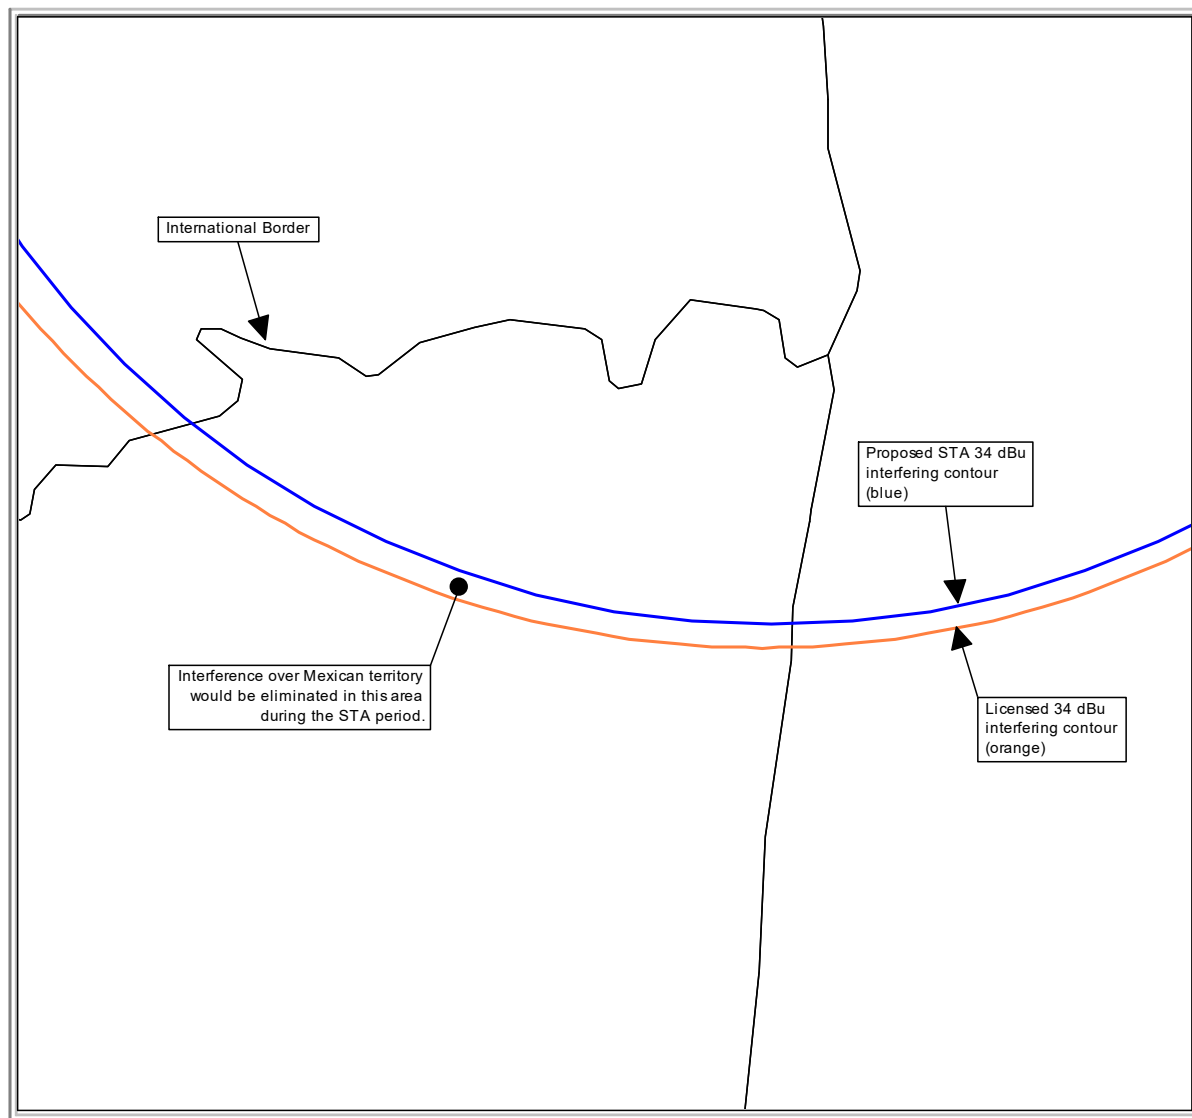 International Border
Proposed STA 34 dBu
interfering contour
(blue)
Interference over Mexican territory
would be eliminated in this area
during the STA period.
Licensed 34 dBu
interfering contour
(orange)